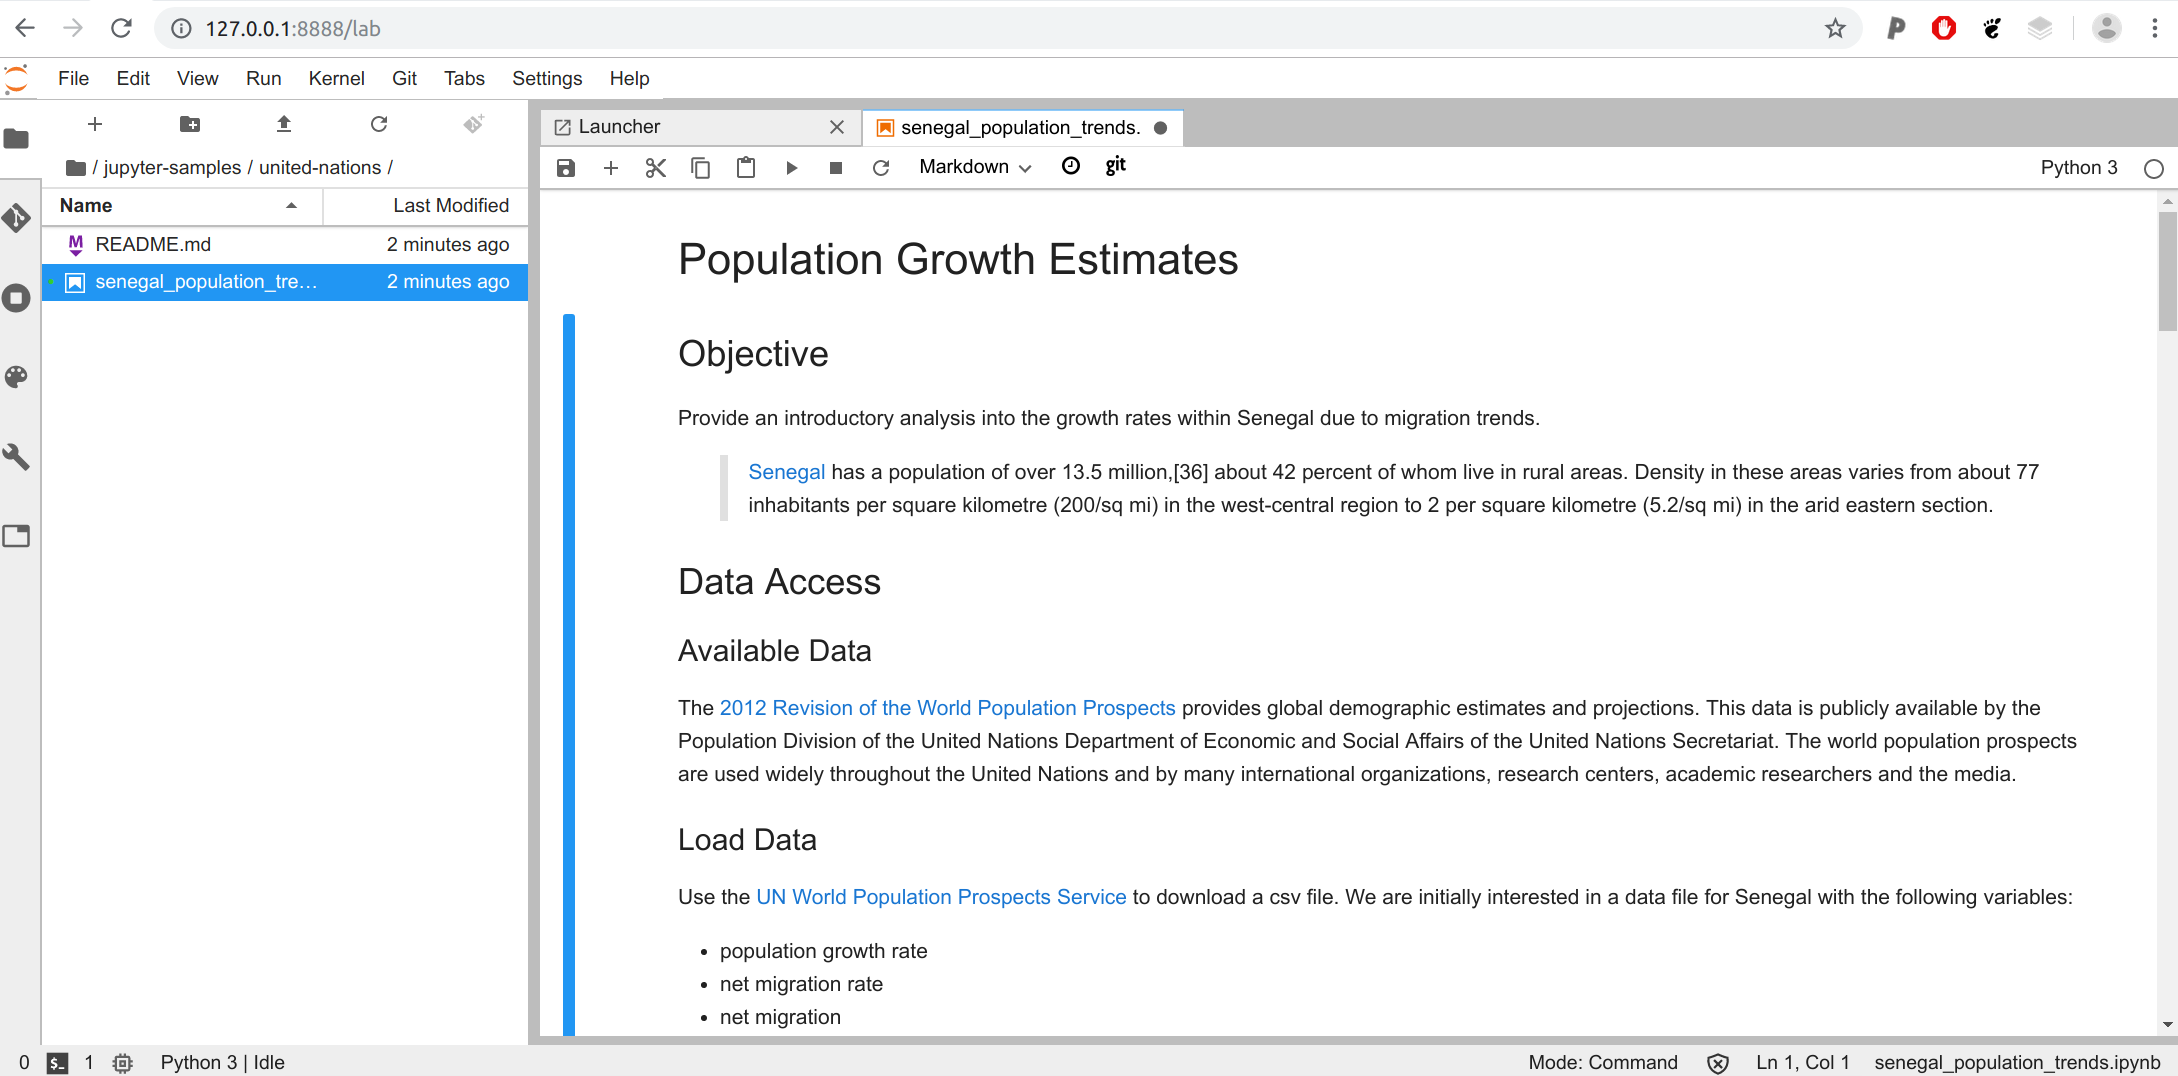 127.0.0.1:8888/lab
File Edit View Run Kernel Git Tabs Settings Help
/ jupyter-samples / united-nations /
Name Last Modified
README.md 2 minutes ago
senegal_population_tre… 2 minutes ago
Launcher
senegal_population_trends.
Markdown git Python 3
Population Growth Estimates
Objective
Provide an introductory analysis into the growth rates within Senegal due to migration trends.
Senegal has a population of over 13.5 million,[36] about 42 percent of whom live in rural areas. Density in these areas varies from about 77
inhabitants per square kilometre (200/sq mi) in the west-central region to 2 per square kilometre (5.2/sq mi) in the arid eastern section.
Data Access
Available Data
The 2012 Revision of the World Population Prospects provides global demographic estimates and projections. This data is publicly available by the
Population Division of the United Nations Department of Economic and Social Affairs of the United Nations Secretariat. The world population prospects
are used widely throughout the United Nations and by many international organizations, research centers, academic researchers and the media.
Load Data
Use the UN World Population Prospects Service to download a csv file. We are initially interested in a data file for Senegal with the following variables:
• population growth rate
• net migration rate
• net migration
0 $_ 1 Python 3 | Idle Mode: Command Ln 1, Col 1 senegal_population_trends.ipynb